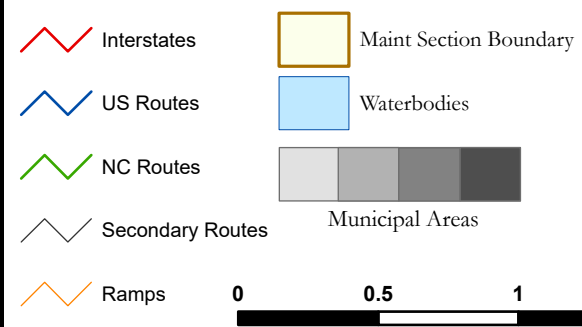 Interstates
US Routes
NC Routes
Secondary Routes
Ramps
Maint Section Boundary
Waterbodies
Municipal Areas
0 0.5 1